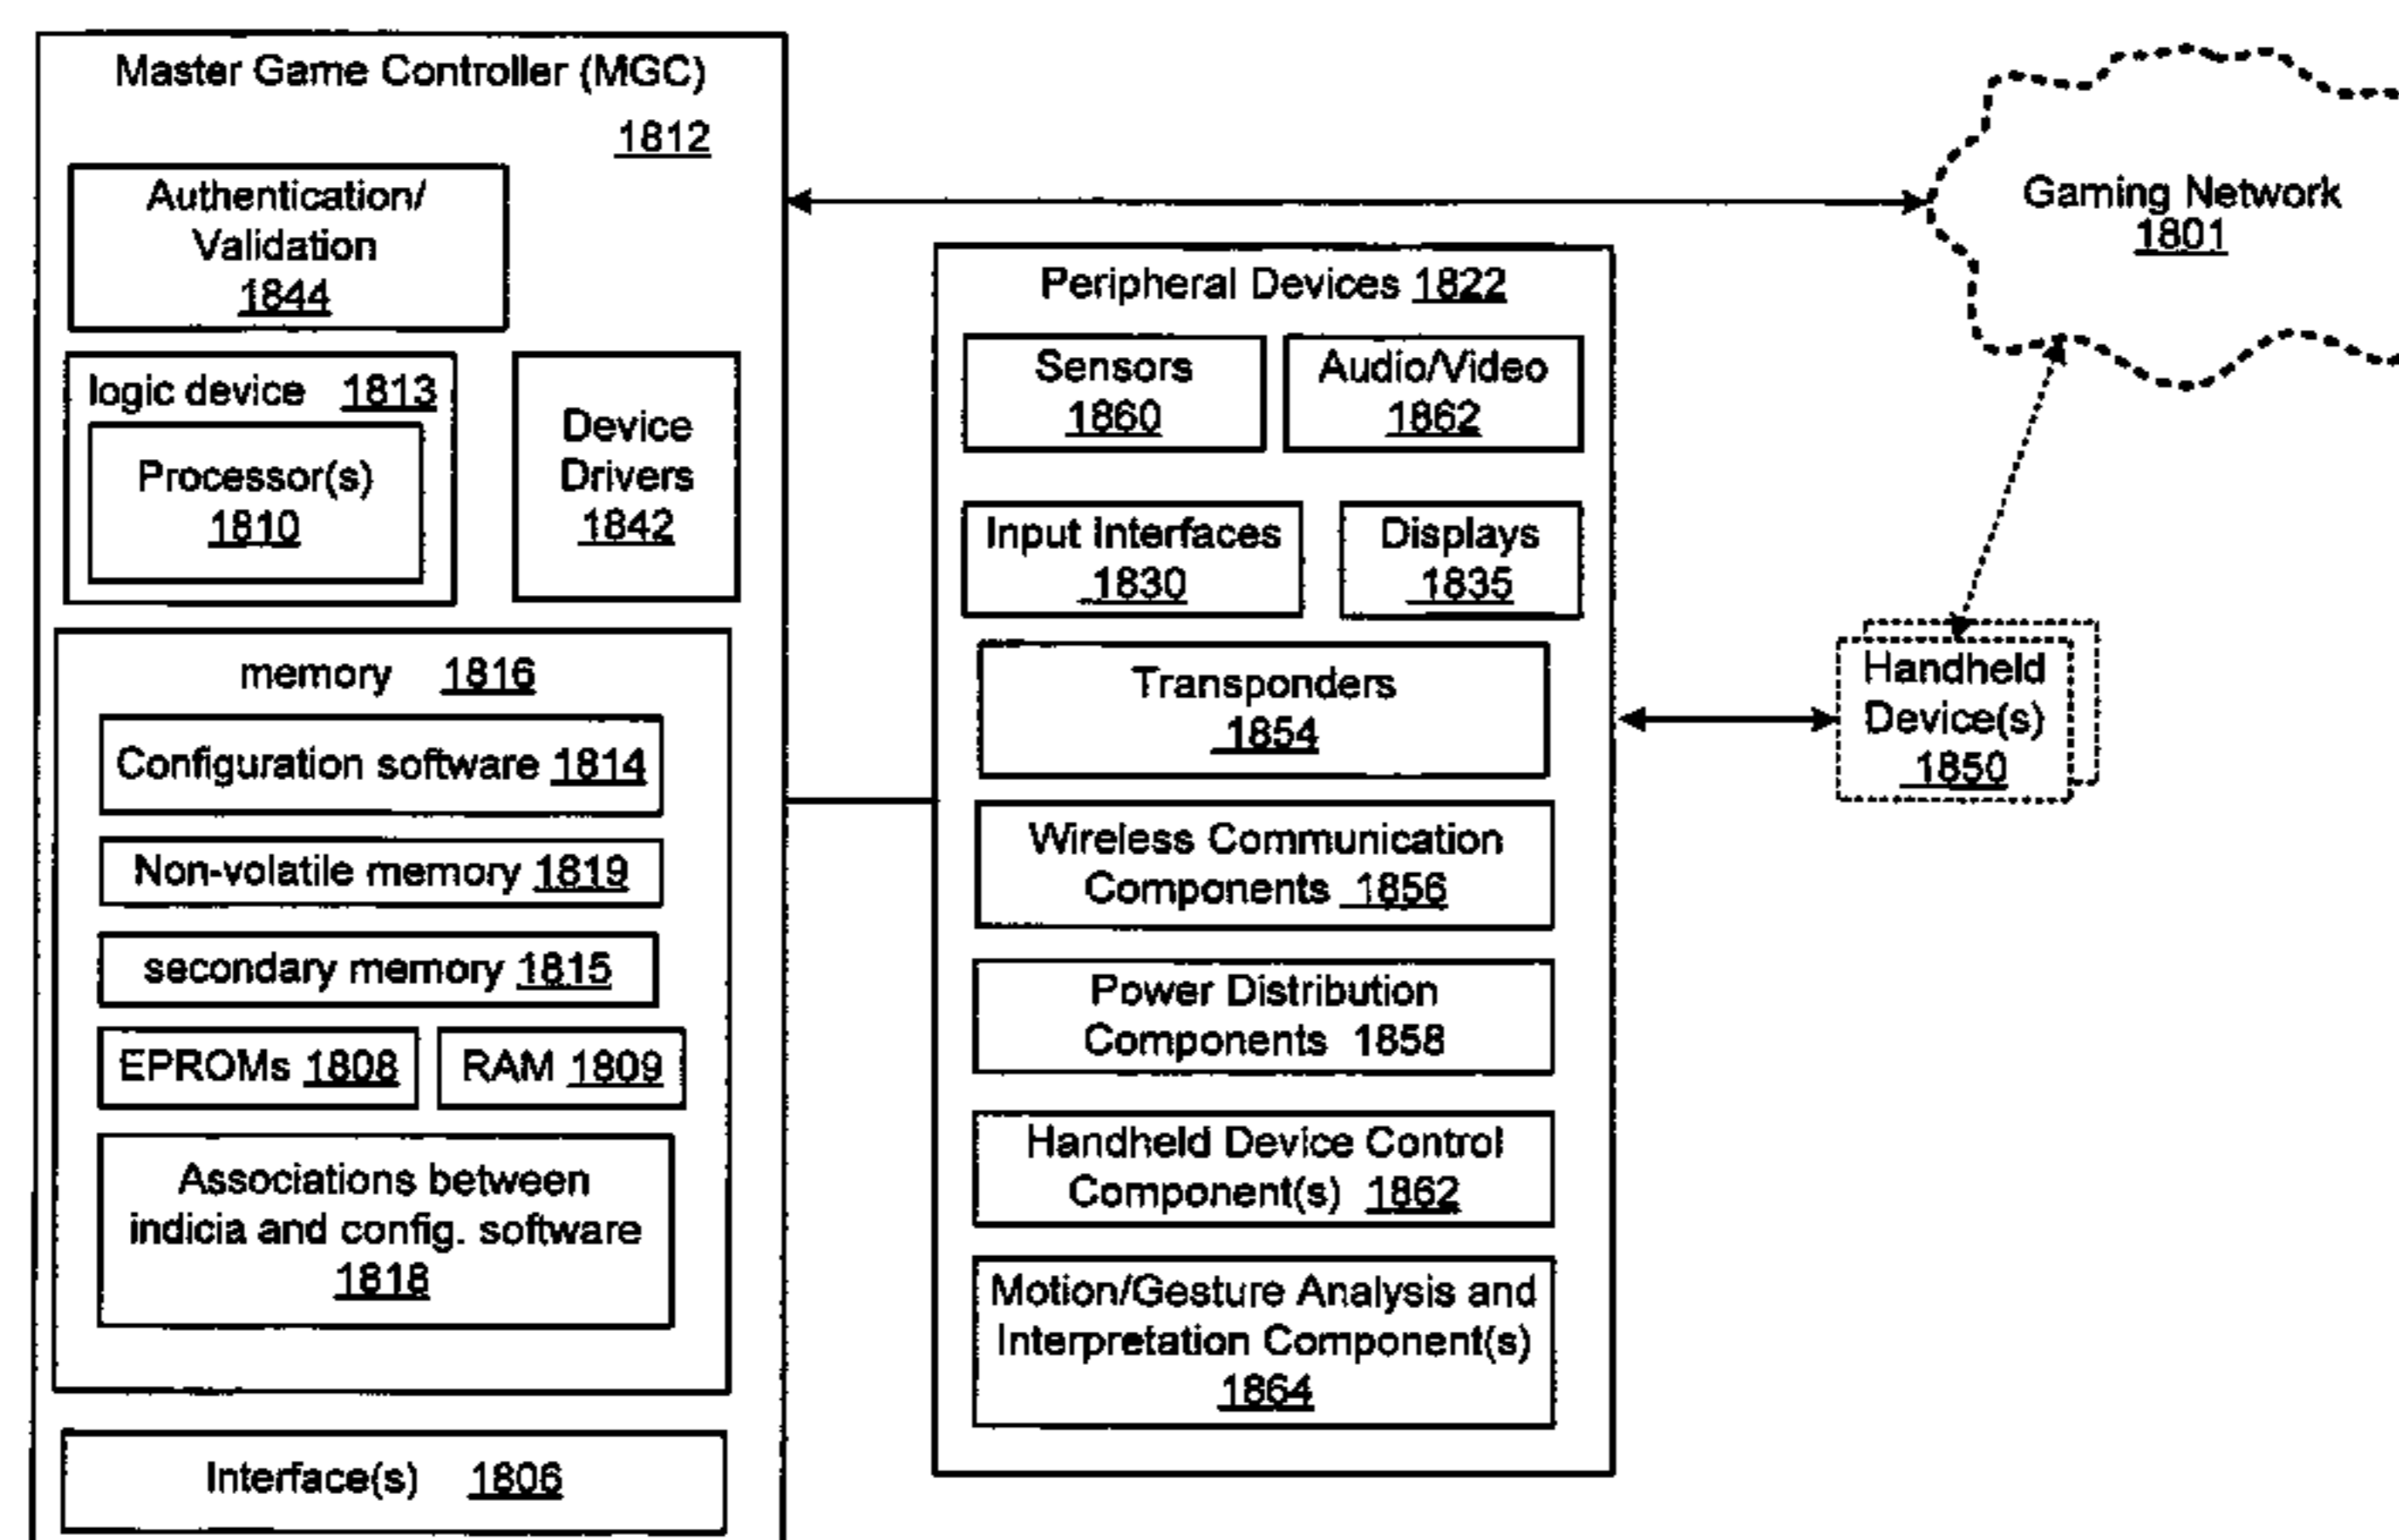 Master Game Controller (MGC)
1812
Authentication/
Validation
1844
logic device 1813
Processor(s)
1810
Device
Drivers
1842
memory 1816
Configuration software 1814
Non-volatile memory 1819
secondary memory 1815
EPROMs 1808
RAM 1809
Associations between
indicia and config. software
1818
Interface(s) 1806
Peripheral Devices 1822
Sensors
1860
Audio/Video
1862
Input Interfaces
1830
Displays
1835
Transponders
1854
Wireless Communication
Components 1856
Power Distribution
Components 1858
Handheld Device Control
Component(s) 1862
Motion/Gesture Analysis and
Interpretation Component(s)
1864
Gaming Network
1801
Handheld
Device(s)
1850